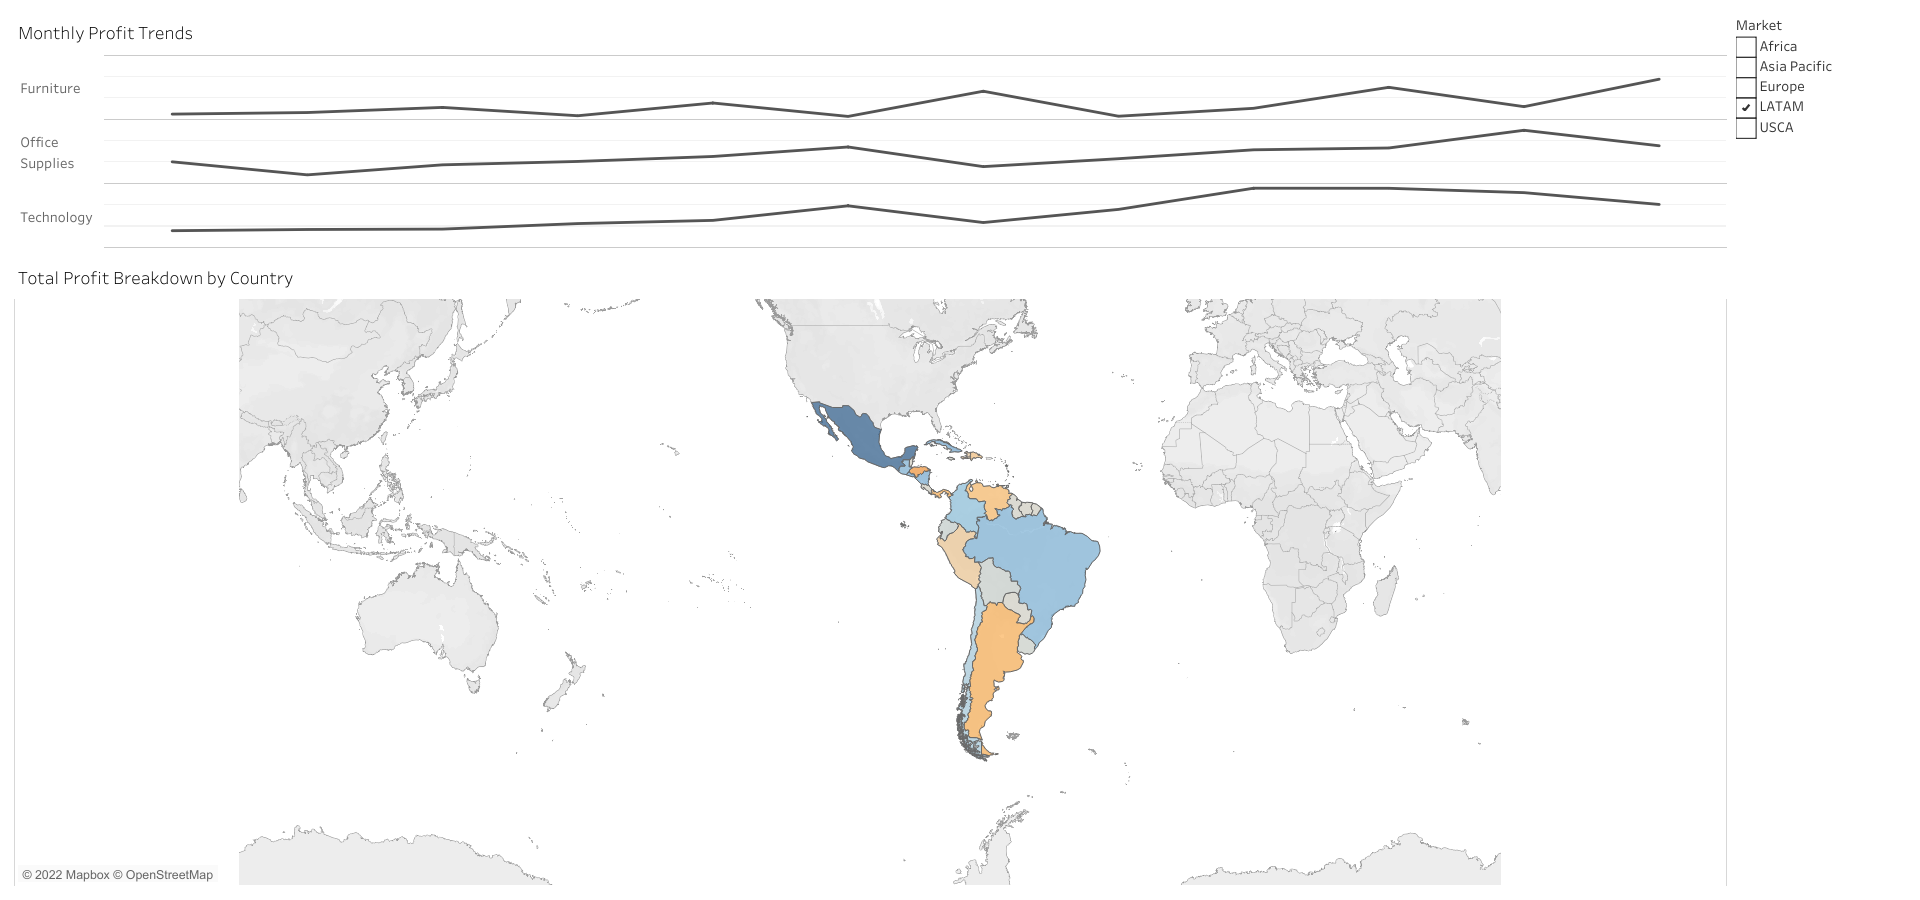 Monthly Profit Trends
Furniture
Office
Supplies
Technology
Market
Africa
Asia Pacific
Europe
LATAM
USCA
Total Profit Breakdown by Country
© 2022 Mapbox © OpenStreetMap